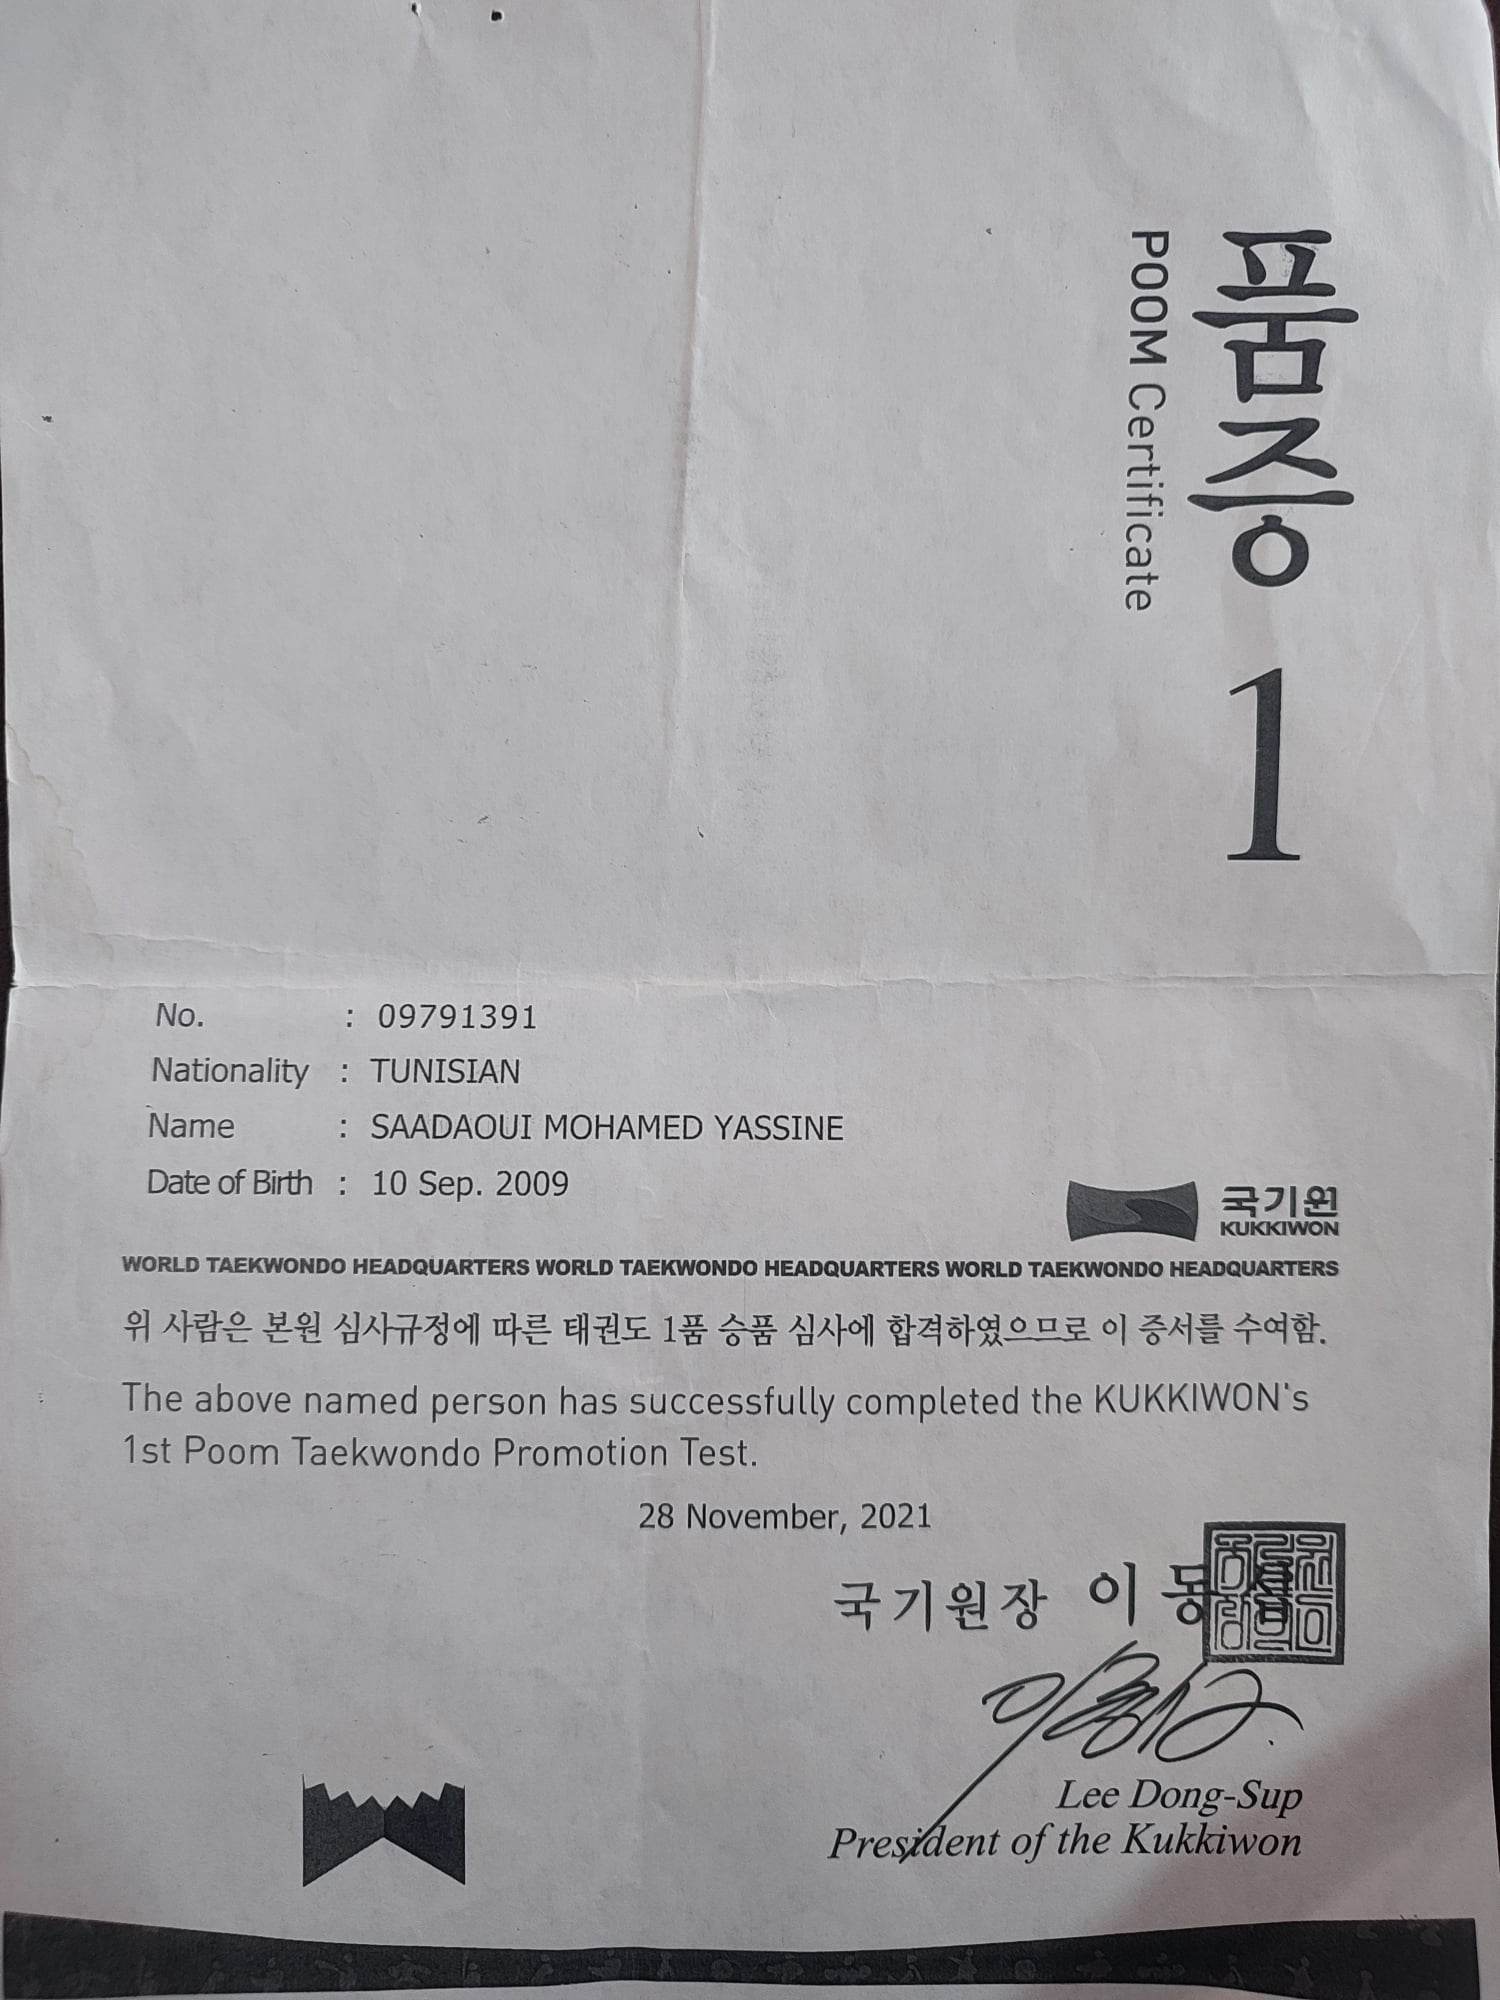 품증 1
POOM Certificate
No. : 09791391
Nationality : TUNISIAN
Name : SAADAOUI MOHAMED YASSINE
Date of Birth : 10 Sep. 2009
국기원
KUKKIWON
WORLD TAEKWONDO HEADQUARTERS WORLD TAEKWONDO HEADQUARTERS WORLD TAEKWONDO HEADQUARTERS
위 사람은 본원 심사규정에 따른 태권도 1품 승품 심사에 합격하였으므로 이 증서를 수여함.
The above named person has successfully completed the KUKKIWON's
1st Poom Taekwondo Promotion Test.
28 November, 2021
국기원장 이 동 섭
Lee Dong-Sup
President of the Kukkiwon